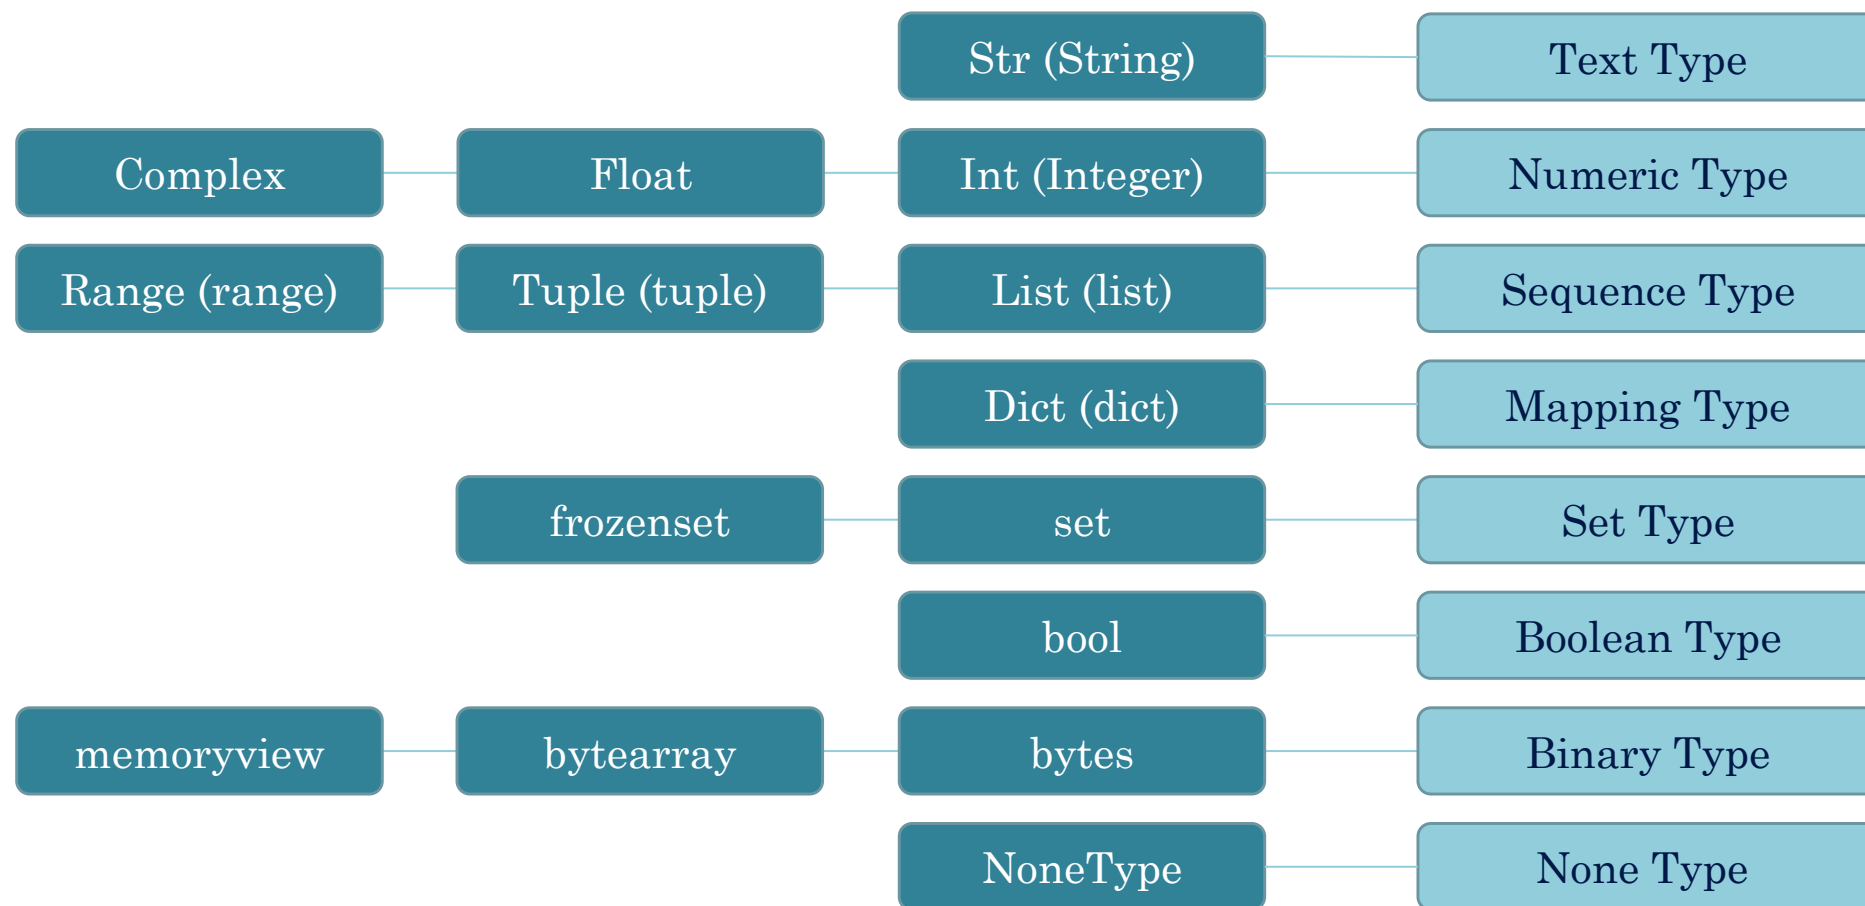 Str (String)
Text Type
Complex
Float
Int (Integer)
Numeric Type
Range (range)
Tuple (tuple)
List (list)
Sequence Type
Dict (dict)
Mapping Type
frozenset
set
Set Type
bool
Boolean Type
memoryview
bytearray
bytes
Binary Type
NoneType
None Type